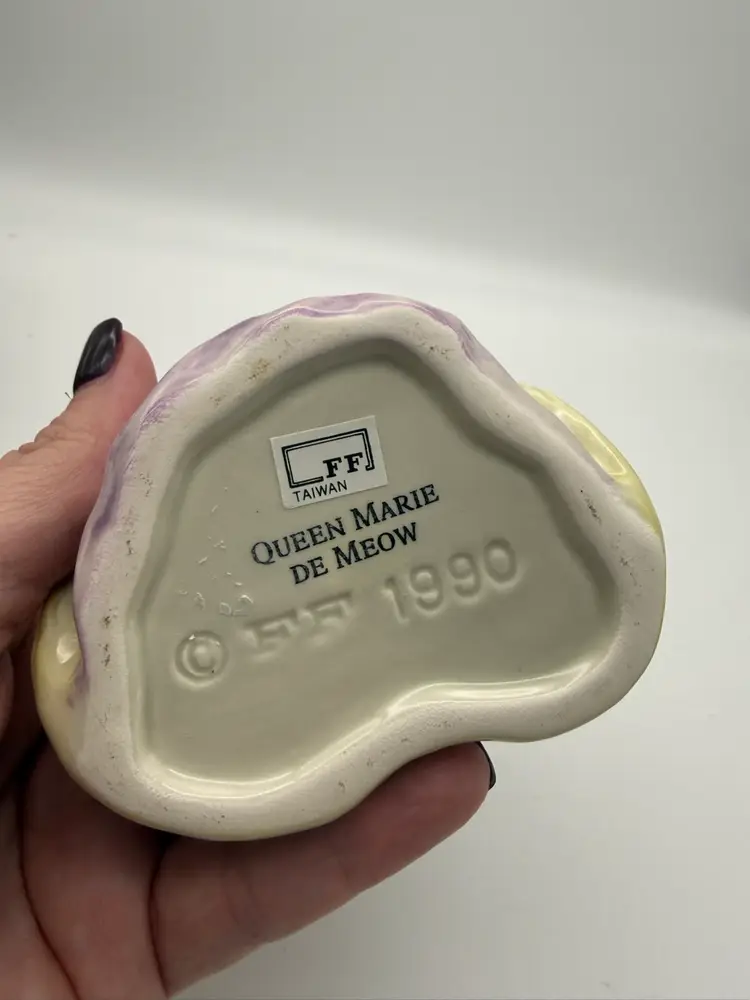 FF
TAIWAN
QUEEN MARIE
DE MEOW
© FF 1990